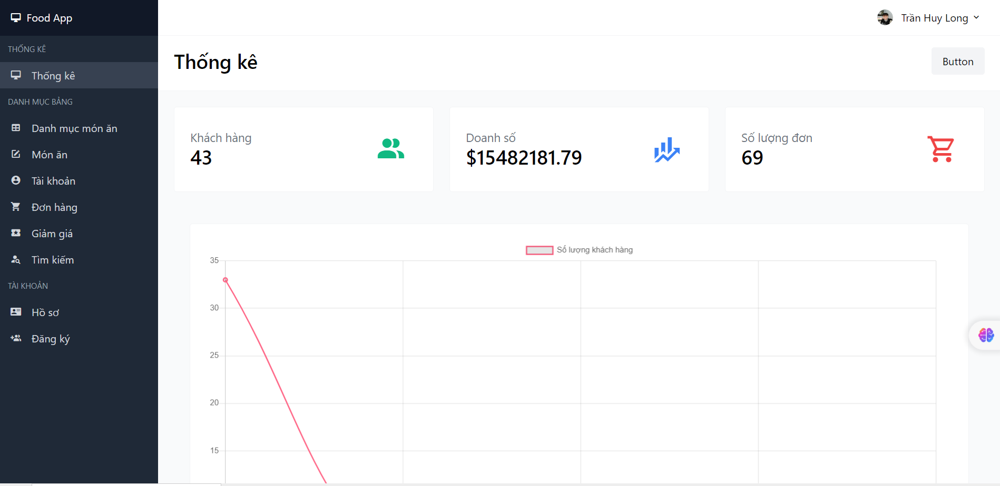 Food App
Trần Huy Long
THỐNG KÊ
Thống kê
DANH MỤC BẢNG
Danh mục món ăn
Món ăn
Tài khoản
Đơn hàng
Giảm giá
Tìm kiếm
TÀI KHOẢN
Hồ sơ
Đăng ký
Thống kê
Button
Khách hàng
43
Doanh số
$15482181.79
Số lượng đơn
69
Số lượng khách hàng
35
30
25
20
15